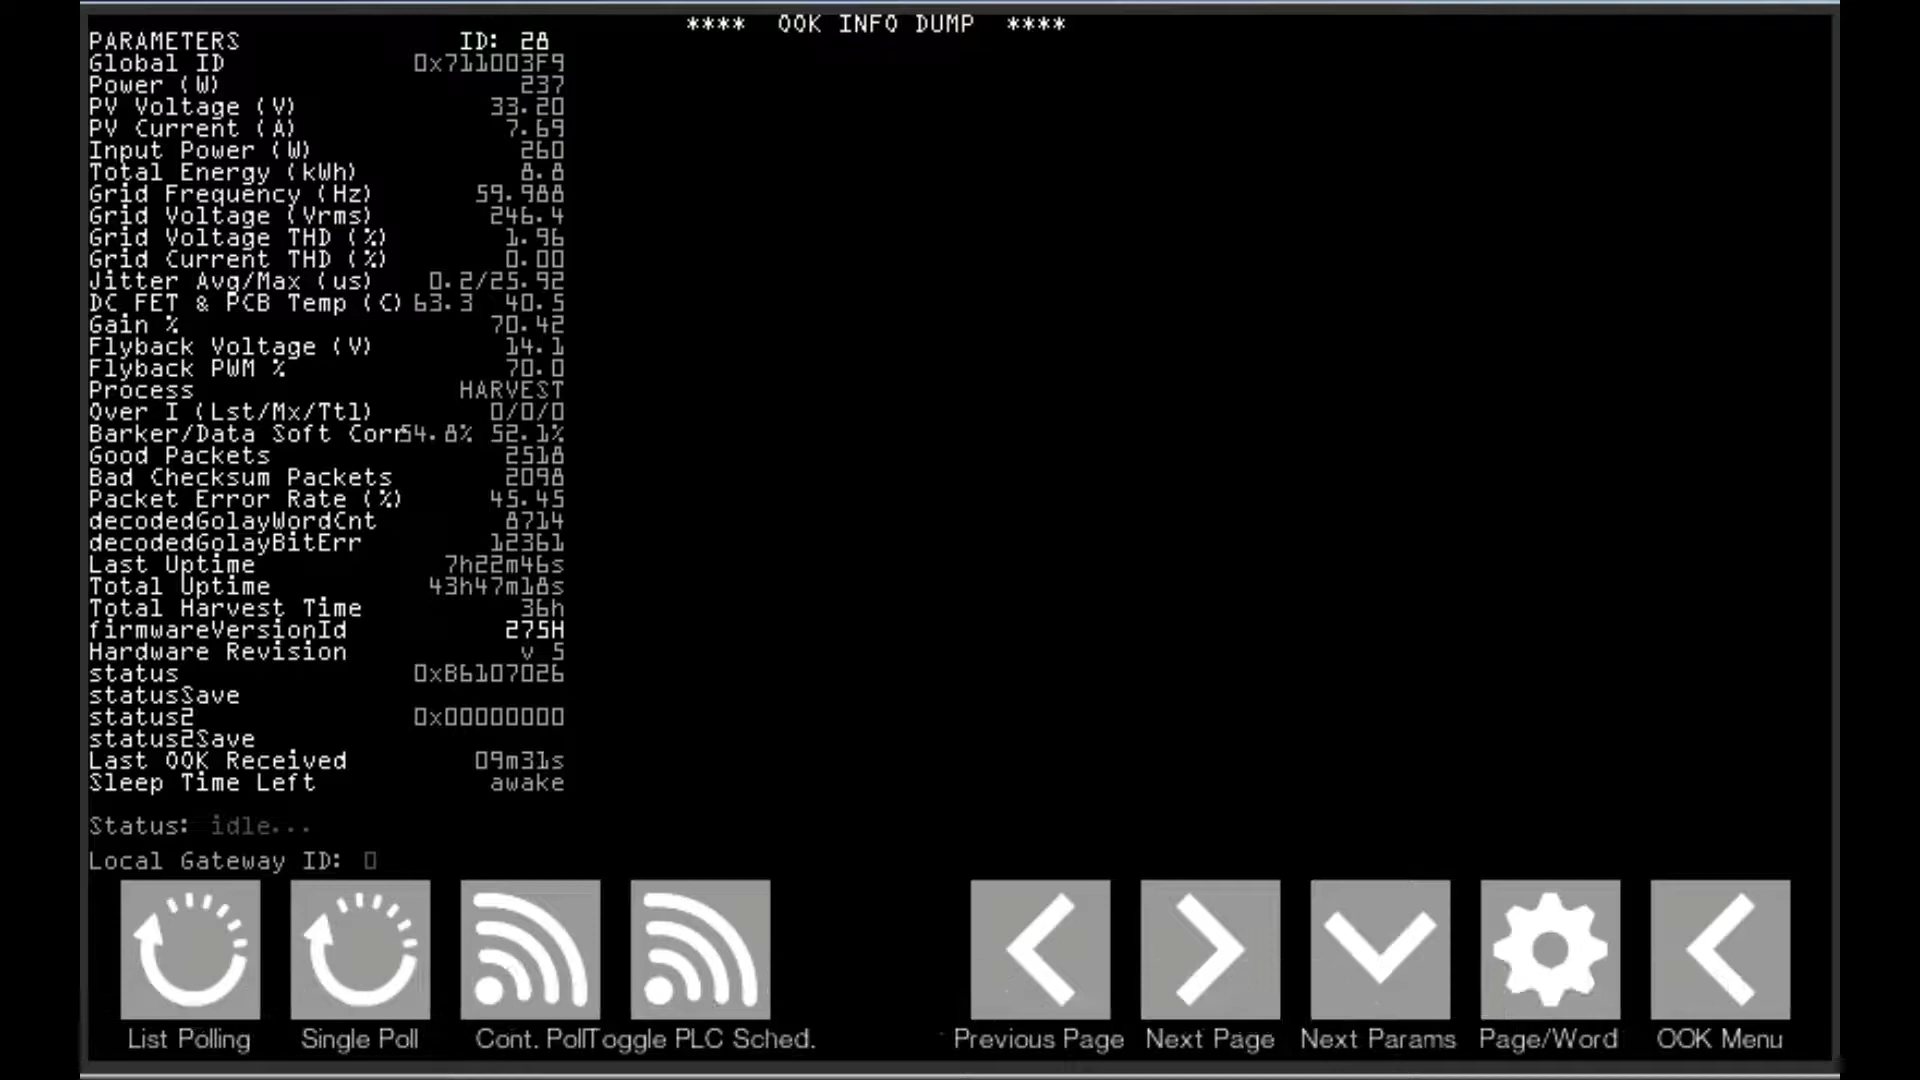 **** OOK INFO DUMP ****
PARAMETERS ID: 28
Global ID 0x711003F9
Power (W) 237
PV Voltage (V) 33.20
PV Current (A) 7.69
Input Power (W) 260
Total Energy (kWh) 8.8
Grid Frequency (Hz) 59.988
Grid Voltage (Vrms) 246.4
Grid Voltage THD (%) 1.96
Grid Current THD (%) 0.00
Jitter Avg/Max (us) 0.2/25.92
DC FET & PCB Temp (C) 63.3 40.5
Gain % 70.42
Flyback Voltage (V) 14.1
Flyback PWM % 70.0
Process HARVEST
Over I (Lst/Mx/Ttl) 0/0/0
Barker/Data Soft Corr 54.8% 52.1%
Good Packets 2518
Bad Checksum Packets 2098
Packet Error Rate (%) 45.45
decodedGolayWordCnt 8714
decodedGolayBitErr 12361
Last Uptime 7h22m46s
Total Uptime 43h47m18s
Total Harvest Time 36h
firmwareVersionId 275H
Hardware Revision v 5
status 0xB6107026
statusSave
status2 0x00000000
status2Save
Last OOK Received 09m31s
Sleep Time Left awake
Status: idle...
Local Gateway ID: 0
List Polling Single Poll Cont. Poll Toggle PLC Sched. Previous Page Next Page Next Params Page/Word OOK Menu